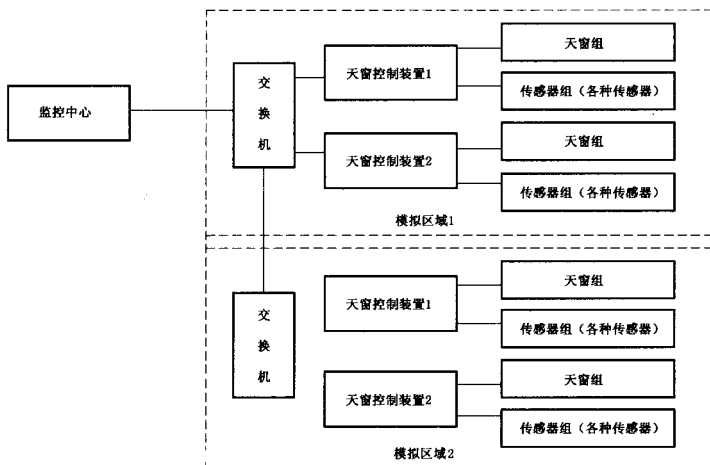 监控中心
交
换
机
天窗控制装置1
天窗组
传感器组（各种传感器）
天窗控制装置2
天窗组
传感器组（各种传感器）
模拟区域1
交
换
机
天窗控制装置1
天窗组
传感器组（各种传感器）
天窗控制装置2
天窗组
传感器组（各种传感器）
模拟区域2